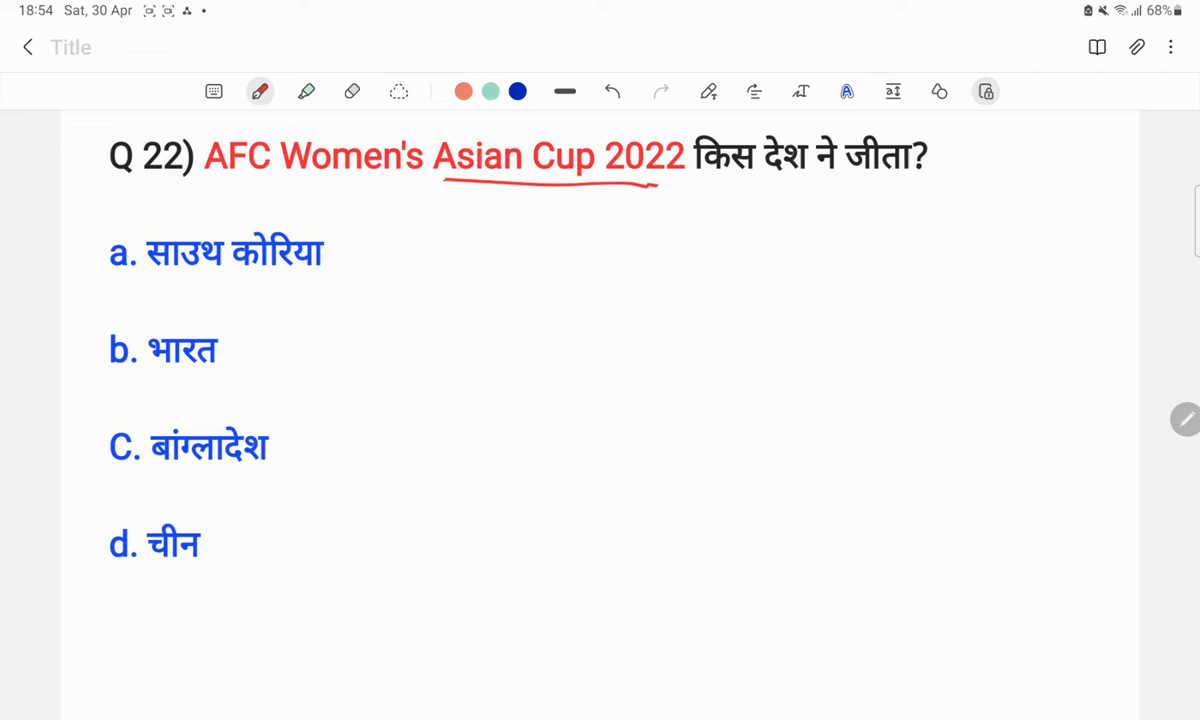 18:54 Sat, 30 Apr 68%
Title
Q 22) AFC Women's Asian Cup 2022 किस देश ने जीता?
a. साउथ कोरिया
b. भारत
C. बांग्लादेश
d. चीन